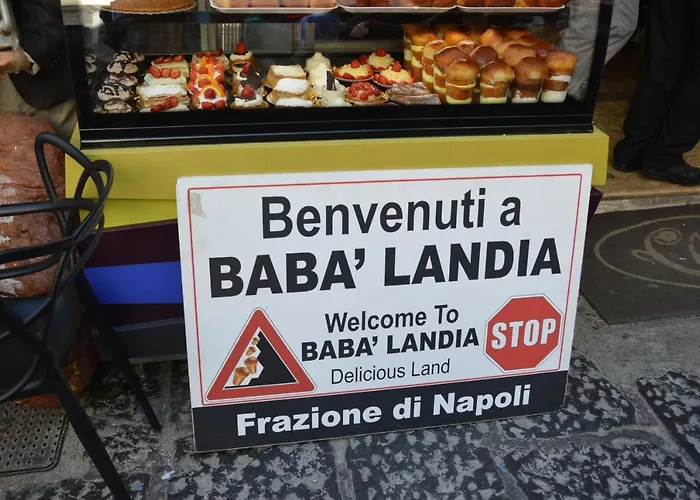 Benvenuti a
BABA' LANDIA
Welcome To
BABA' LANDIA
Delicious Land
STOP
Frazione di Napoli